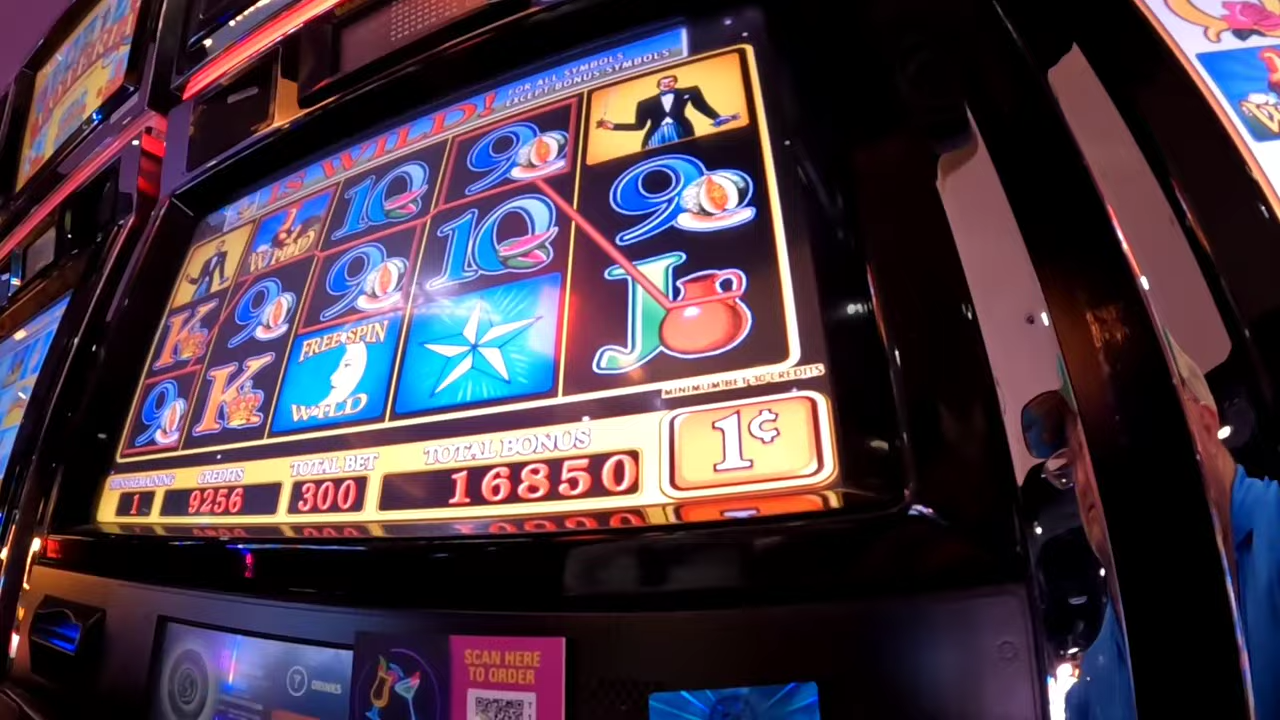 IS WILD!
FOR ALL SYMBOLS
EXCEPT BONUS SYMBOLS
WILD
10
9
K
9
9
10
9
9
K
FREE SPIN
WILD
J
MINIMUM BET 30 CREDITS
SPINS REMAINING
CREDITS
TOTAL BET
TOTAL BONUS
1
9256
300
16850
1¢
DRINKS
SCAN HERE
TO ORDER